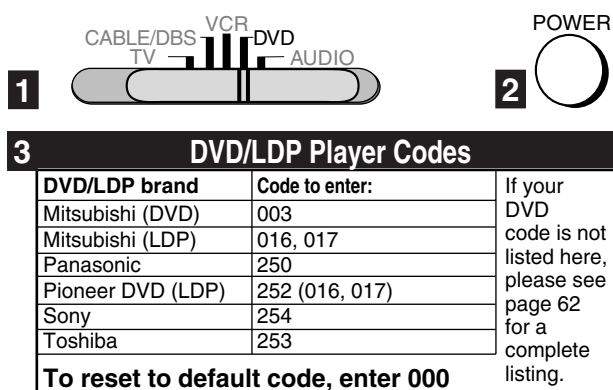 VCR
CABLE/DBS DVD
TV AUDIO
POWER
1
2
3 DVD/LDP Player Codes
DVD/LDP brand Code to enter:
Mitsubishi (DVD) 003
Mitsubishi (LDP) 016, 017
Panasonic 250
Pioneer DVD (LDP) 252 (016, 017)
Sony 254
Toshiba 253
To reset to default code, enter 000
If your
DVD
code is not
listed here,
please see
page 62
for a
complete
listing.